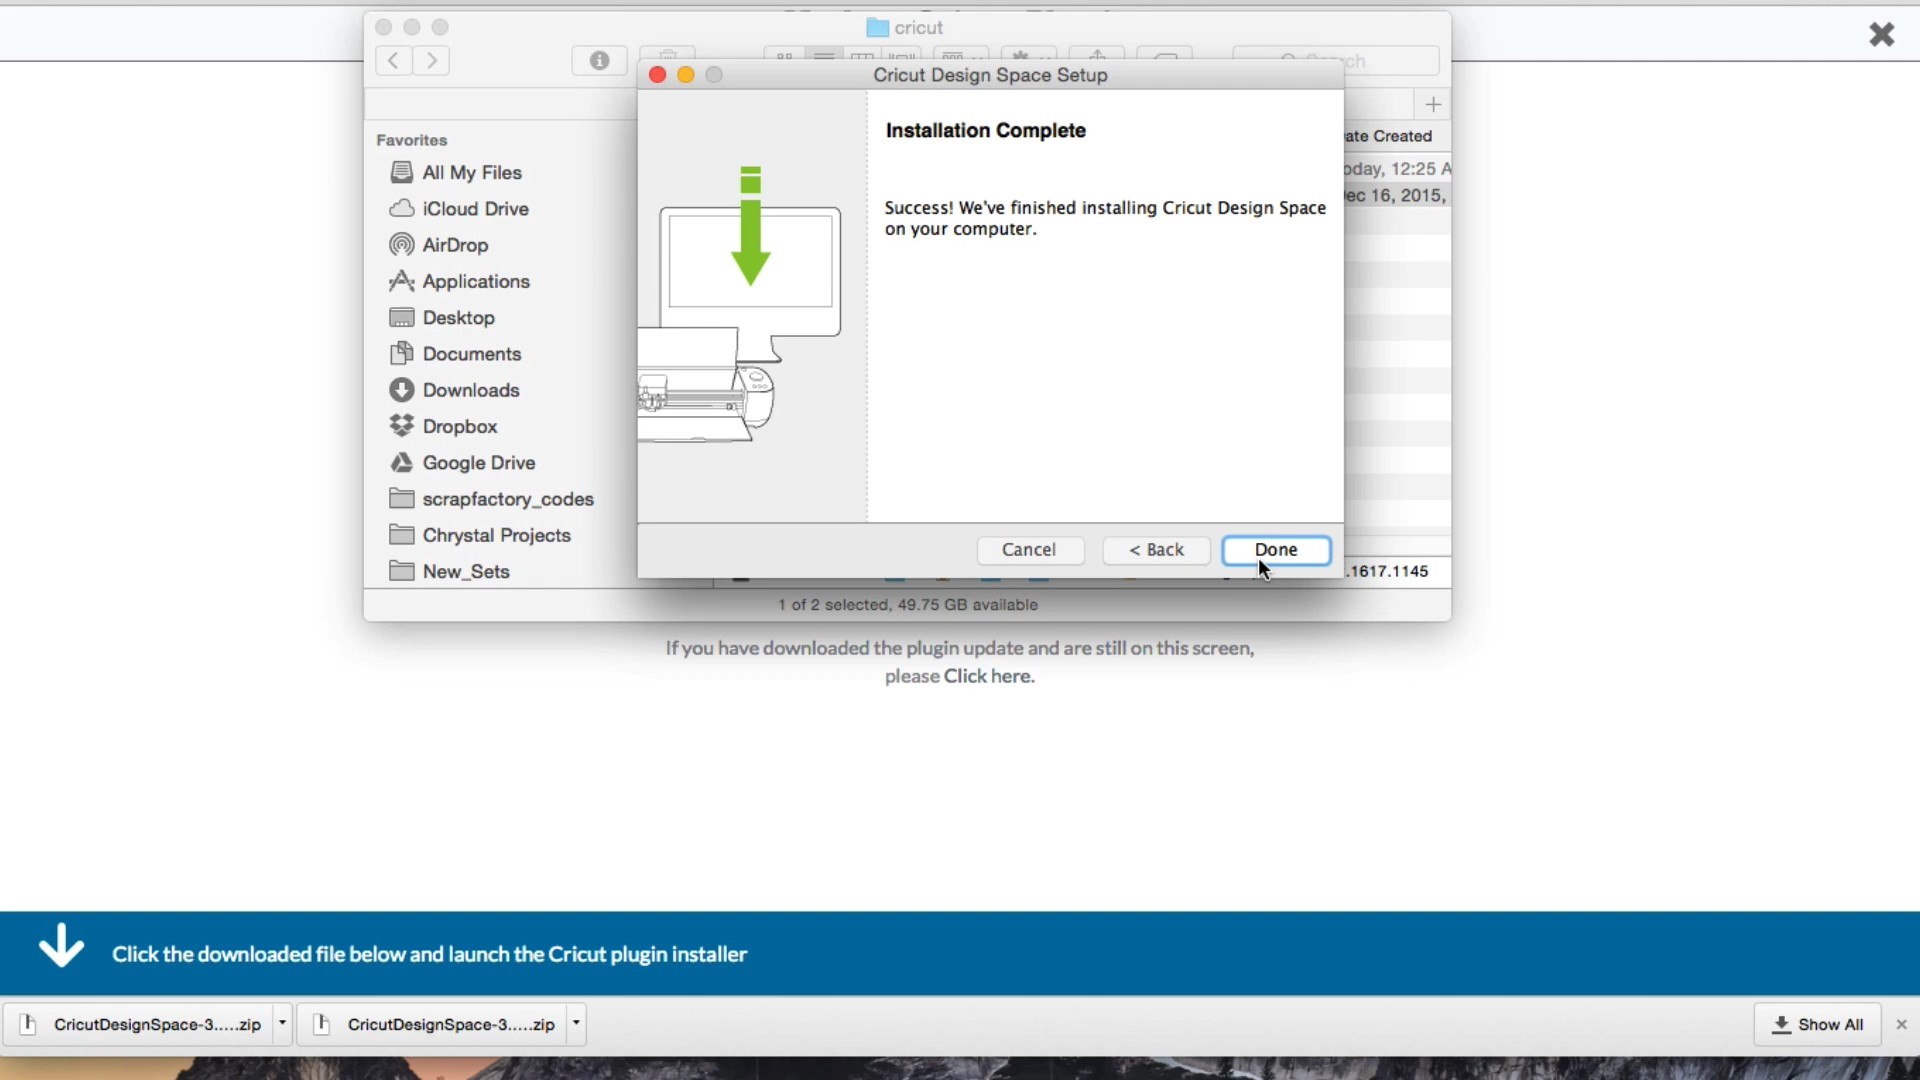 cricut
Cricut Design Space Setup
Installation Complete
Success! We've finished installing Cricut Design Space
on your computer.
Cancel
< Back
Done
Favorites
All My Files
iCloud Drive
AirDrop
Applications
Desktop
Documents
Downloads
Dropbox
Google Drive
scrapfactory_codes
Chrystal Projects
New_Sets
ate Created
oday, 12:25 A
ec 16, 2015,
.1617.1145
1 of 2 selected, 49.75 GB available
If you have downloaded the plugin update and are still on this screen,
please Click here.
Click the downloaded file below and launch the Cricut plugin installer
CricutDesignSpace-3.....zip
CricutDesignSpace-3.....zip
Show All